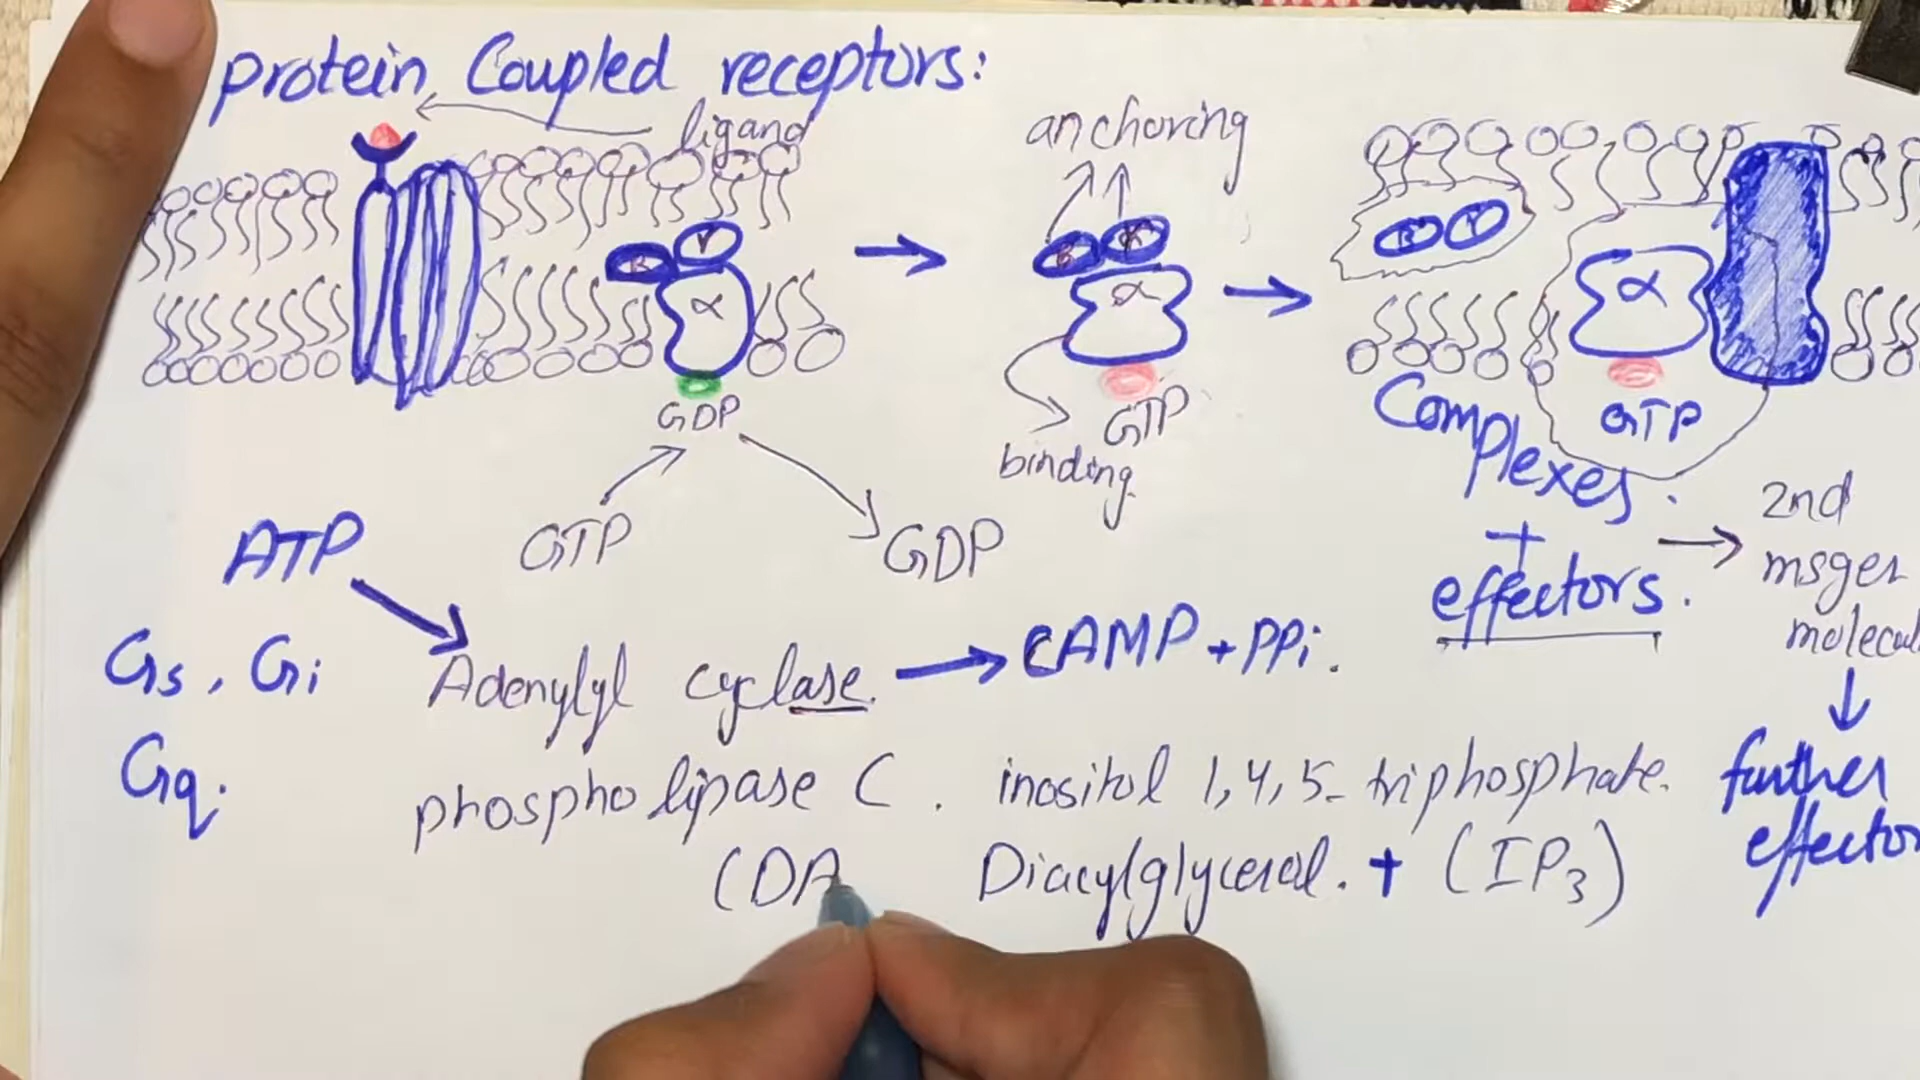 protein Coupled receptors:
ligand
anchoring
β γ
α
GDP
β γ
α
GTP
binding
β γ
α
GTP
Complexes.
+
effectors.
2nd
msger
molecul
further
effector
ATP
GTP
GDP
Gs, Gi
Adenylyl cyclase. → CAMP + PPi.
Gq.
phospholipase C. inositol 1,4,5- triphosphate.
(DA Diacylglycerol. + (IP3)